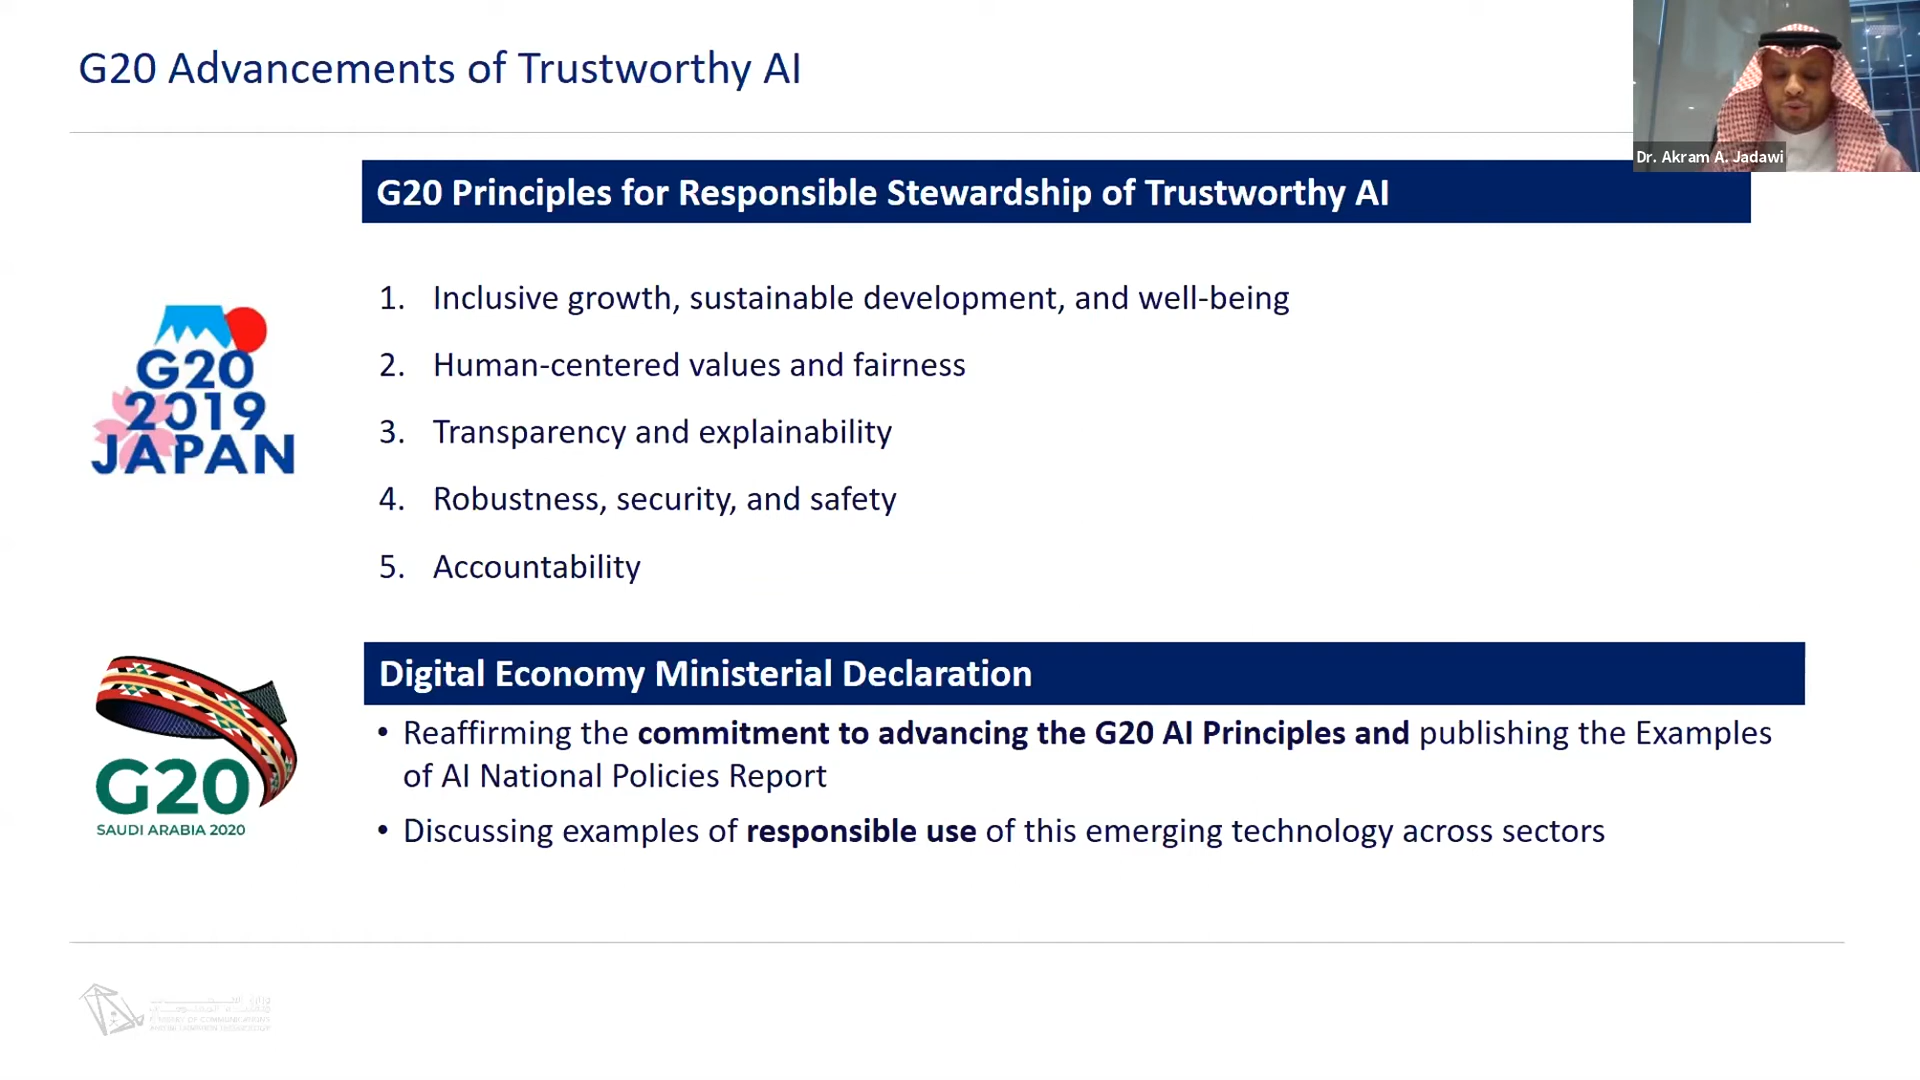 G20 Advancements of Trustworthy AI
Dr. Akram A. Jadawi
G20 Principles for Responsible Stewardship of Trustworthy AI
G20
2019
JAPAN
1. Inclusive growth, sustainable development, and well-being
2. Human-centered values and fairness
3. Transparency and explainability
4. Robustness, security, and safety
5. Accountability
G20
SAUDI ARABIA 2020
Digital Economy Ministerial Declaration
• Reaffirming the commitment to advancing the G20 AI Principles and publishing the Examples
of AI National Policies Report
• Discussing examples of responsible use of this emerging technology across sectors